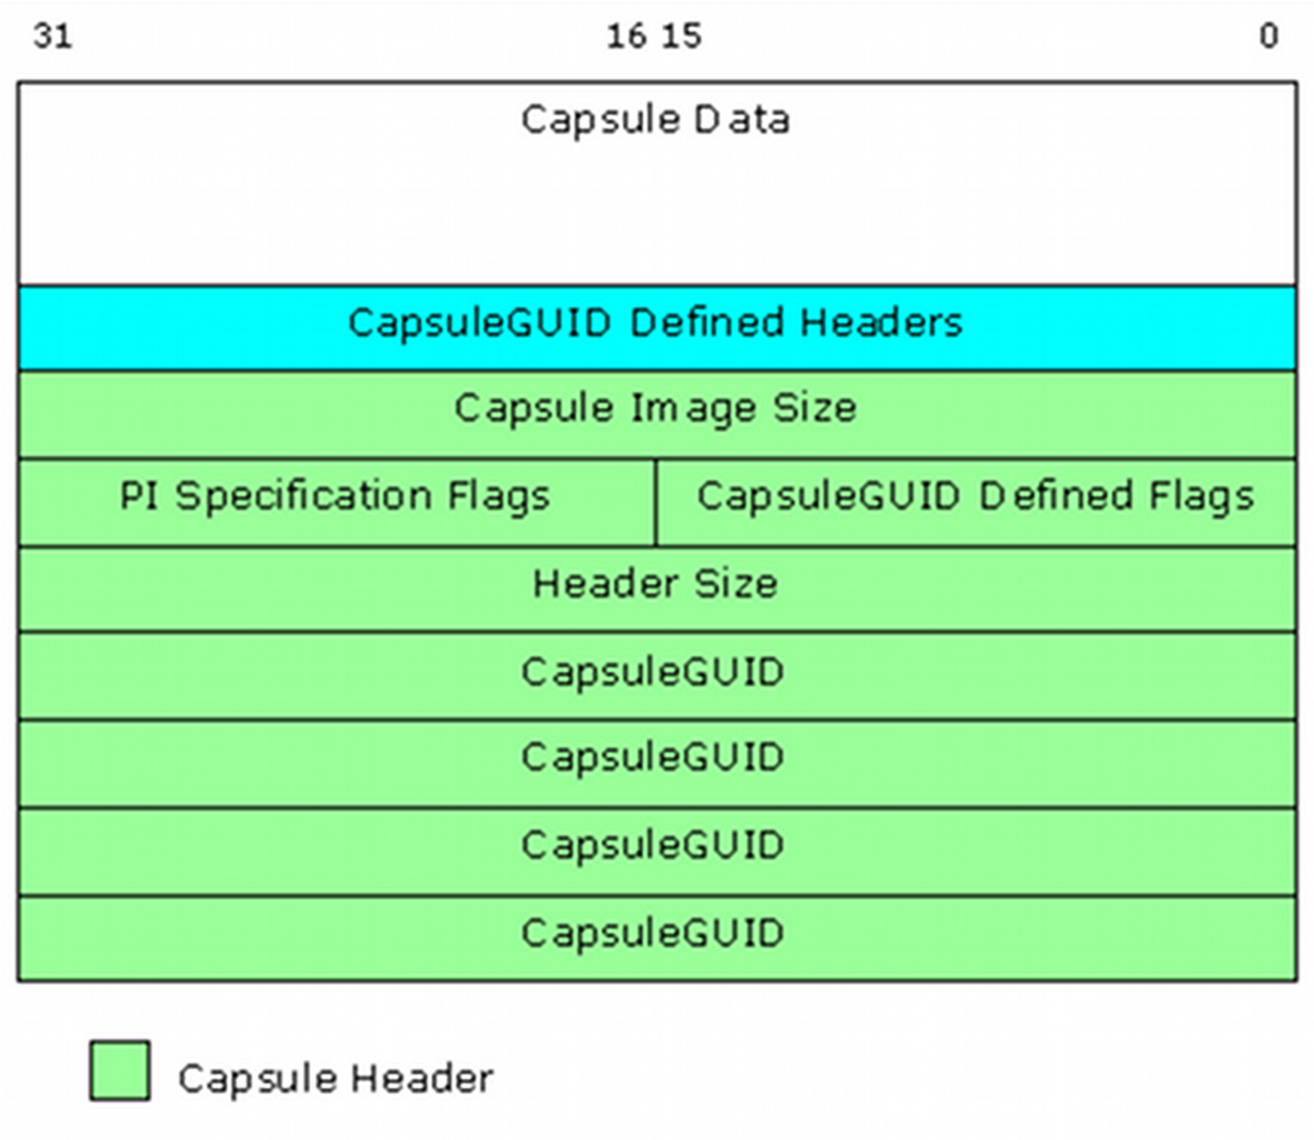 31 16 15 0
Capsule Data
CapsuleGUID Defined Headers
Capsule Image Size
PI Specification Flags CapsuleGUID Defined Flags
Header Size
CapsuleGUID
CapsuleGUID
CapsuleGUID
CapsuleGUID
Capsule Header